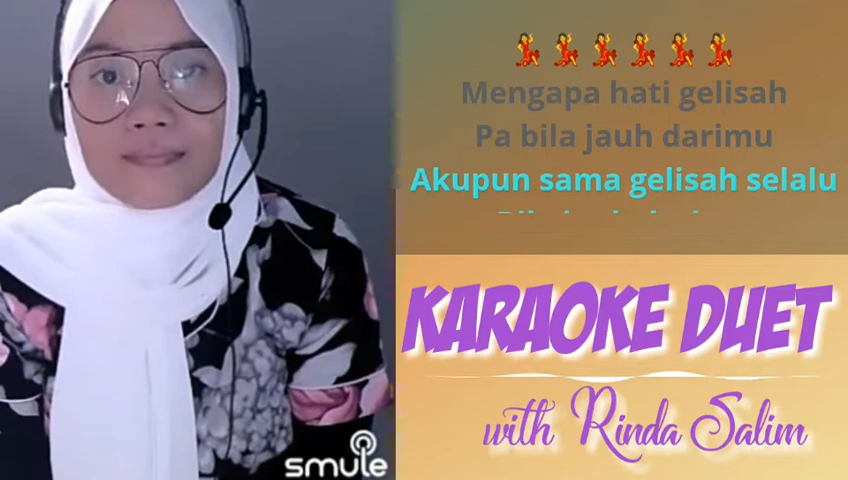 Mengapa hati gelisah
Pa bila jauh darimu
Akupun sama gelisah selalu
KARAOKE DUET
with Rinda Salim
smule